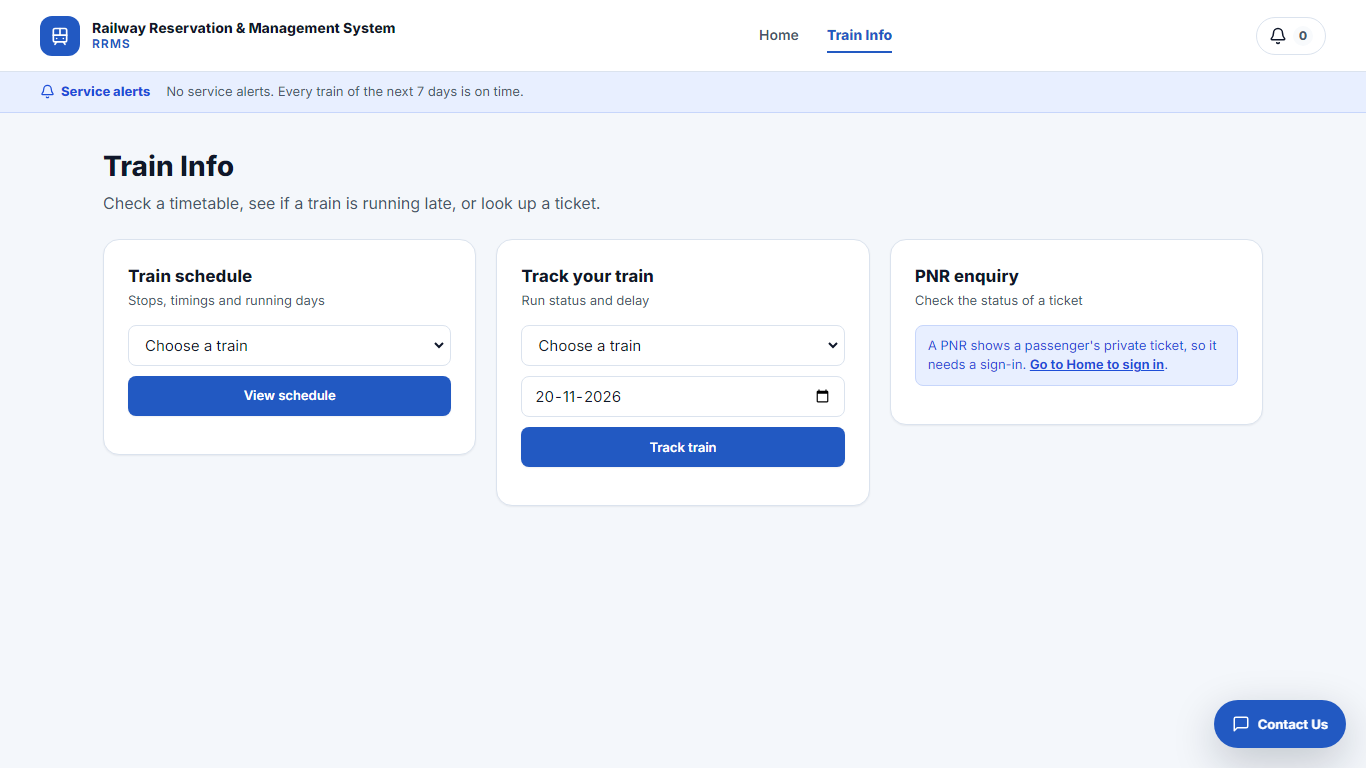 Railway Reservation & Management System
RRMS
Home
Train Info
0
Service alerts
No service alerts. Every train of the next 7 days is on time.
Train Info
Check a timetable, see if a train is running late, or look up a ticket.
Train schedule
Stops, timings and running days
Choose a train
View schedule
Track your train
Run status and delay
Choose a train
20-11-2026
Track train
PNR enquiry
Check the status of a ticket
A PNR shows a passenger's private ticket, so it
needs a sign-in. Go to Home to sign in.
Contact Us